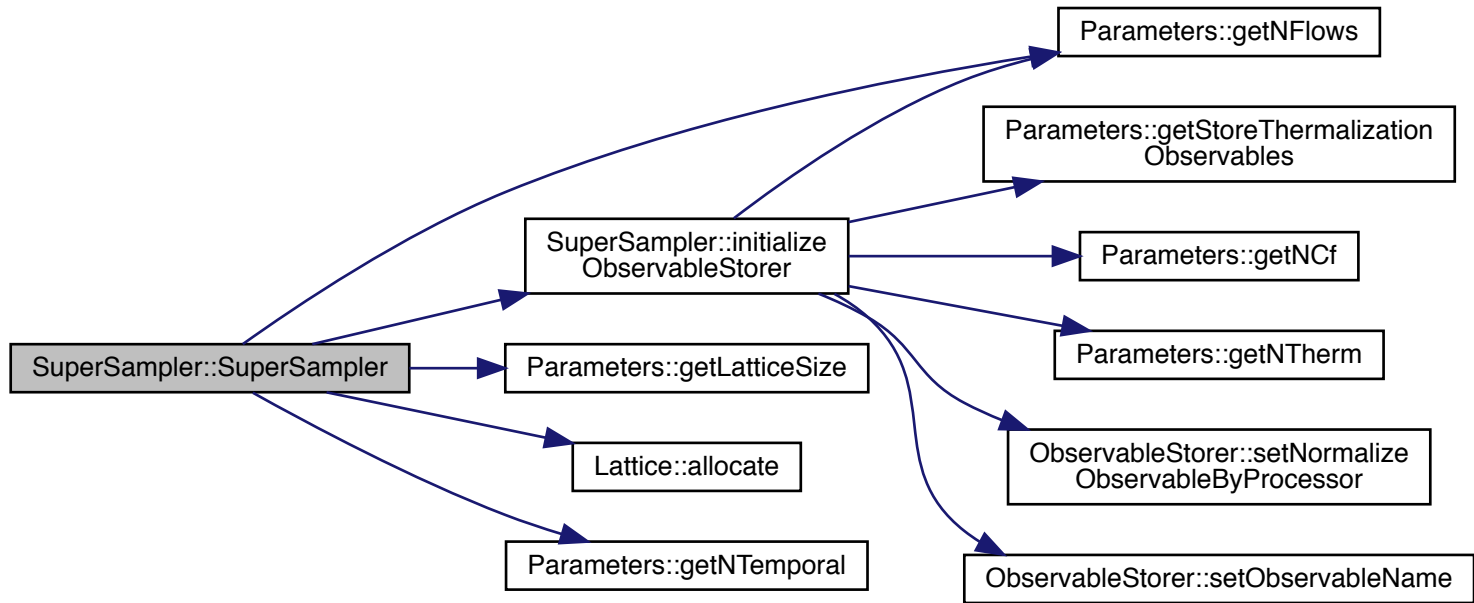 Parameters::getNFlows
Parameters::getStoreThermalization
Observables
SuperSampler::initialize
ObservableStorer
Parameters::getNCf
Parameters::getNTherm
SuperSampler::SuperSampler
Parameters::getLatticeSize
Lattice::allocate
ObservableStorer::setNormalize
ObservableByProcessor
Parameters::getNTemporal
ObservableStorer::setObservableName